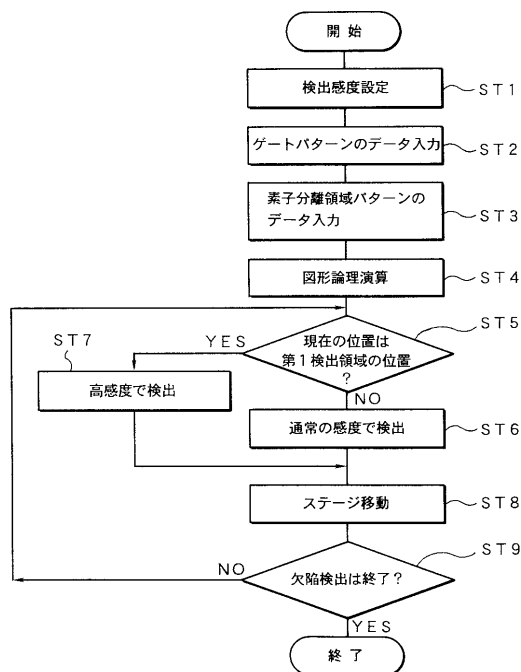 開 始
検出感度設定
ST1
ゲートパターンのデータ入力
ST2
素子分離領域パターンの
データ入力
ST3
図形論理演算
ST4
現在の位置は
第1検出領域の位置
?
ST5
YES
NO
ST7
高感度で検出
通常の感度で検出
ST6
ステージ移動
ST8
欠陥検出は終了?
ST9
NO
YES
終 了